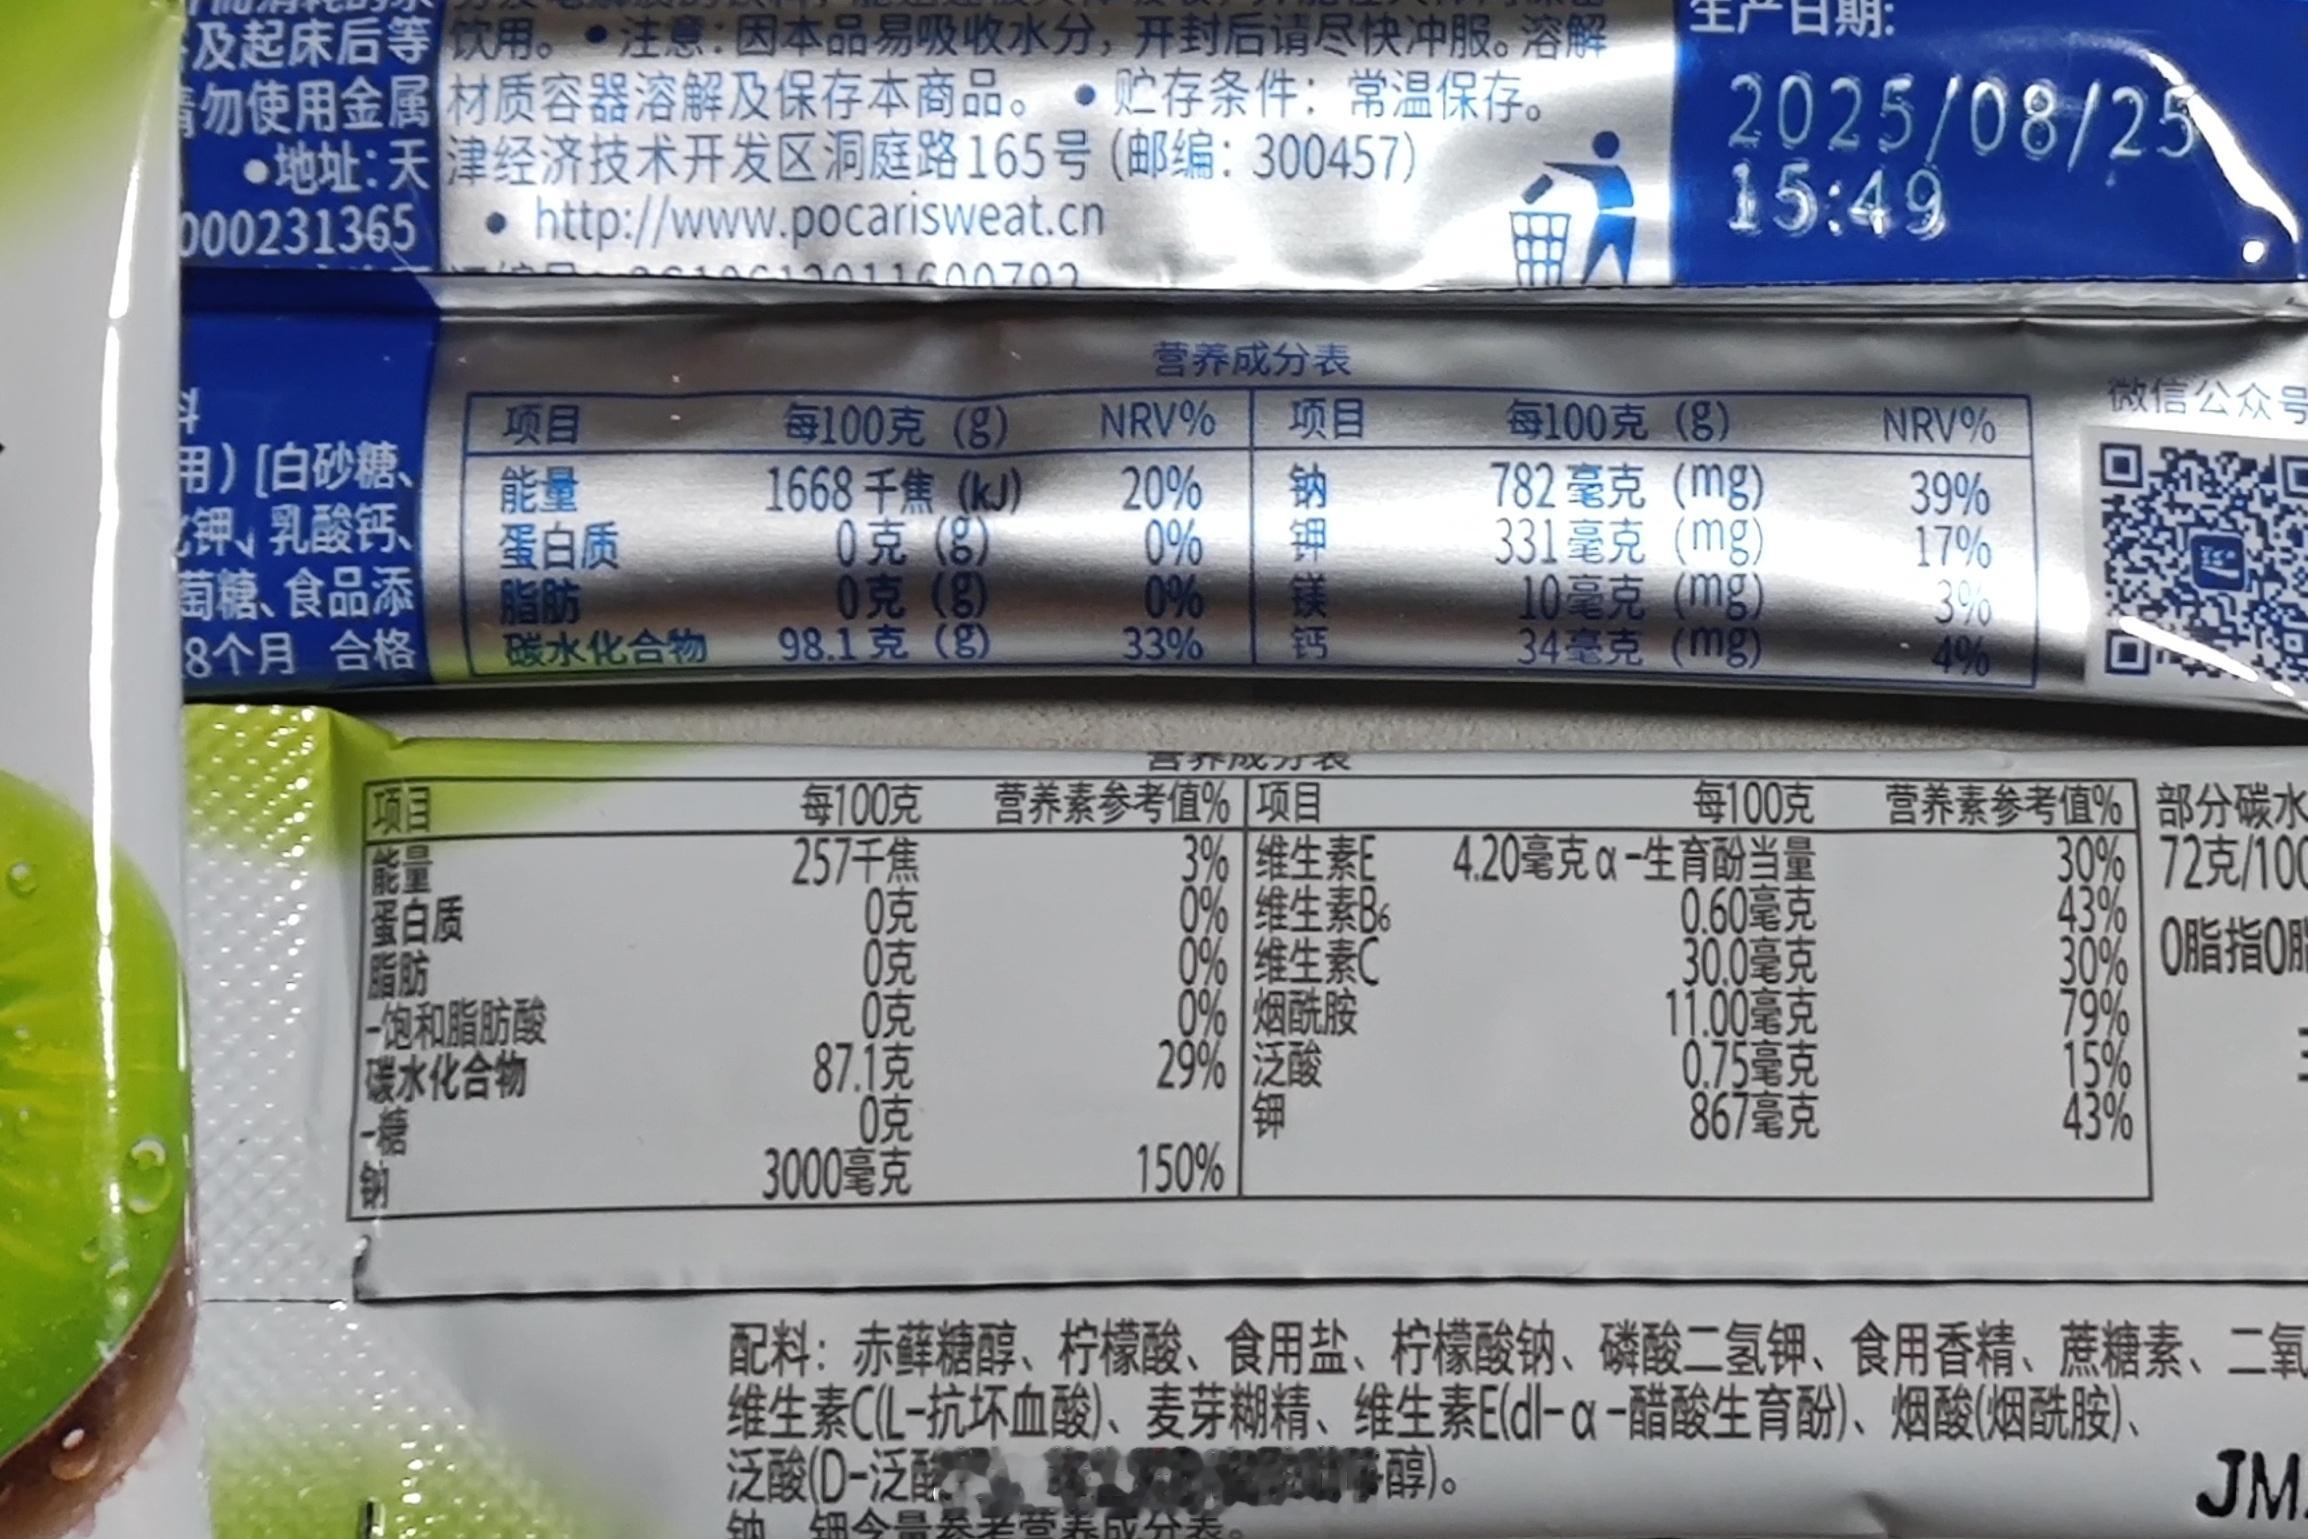 生产日期:
及起床后等 饮用。●注意:因本品易吸收水分,开封后请尽快冲服。溶解
2025/08/25
请勿使用金属 材质容器溶解及保存本商品。 ●贮存条件: 常温保存。
●地址:天 津经济技术开发区洞庭路165号(邮编: 300457)
15:49
000231365 ● http://www.pocarisweat.cn
营养成分表
微信公众号
项目 每100克 (g) NRV% 项目 每100克 (g) NRV%
用)[白砂糖、 能量 1668千焦 (kJ) 20% 钠 782毫克 (mg) 39%
钾、乳酸钙、 蛋白质 0克 (g) 0% 钾 331毫克 (mg) 17%
萄糖、食品添 脂肪 0克 (g) 0% 镁 10毫克 (mg) 3%
8个月 合格 碳水化合物 98.1克 (g) 33% 钙 34毫克 (mg) 4%
营养成分表
项目 每100克 营养素参考值% 项目 每100克 营养素参考值% 部分碳水
能量 257千焦 3% 维生素E 4.20毫克α-生育酚当量 30% 72克/100
蛋白质 0克 0% 维生素B₆ 0.60毫克 43%
脂肪 0克 0% 维生素C 30.0毫克 30% 0脂指0脂
-饱和脂肪酸 0克 0% 烟酰胺 11.00毫克 79%
碳水化合物 87.1克 29% 泛酸 0.75毫克 15%
-糖 0克 钾 867毫克 43%
钠 3000毫克 150%
配料: 赤藓糖醇、柠檬酸、食用盐、柠檬酸钠、磷酸二氢钾、食用香精、蔗糖素、二氧
维生素C(L-抗坏血酸)、麦芽糊精、维生素E(dl-α-醋酸生育酚)、烟酸(烟酰胺)、
泛酸(D-泛酸 醇)。
JM
钠、钾含量参考营养成分表。